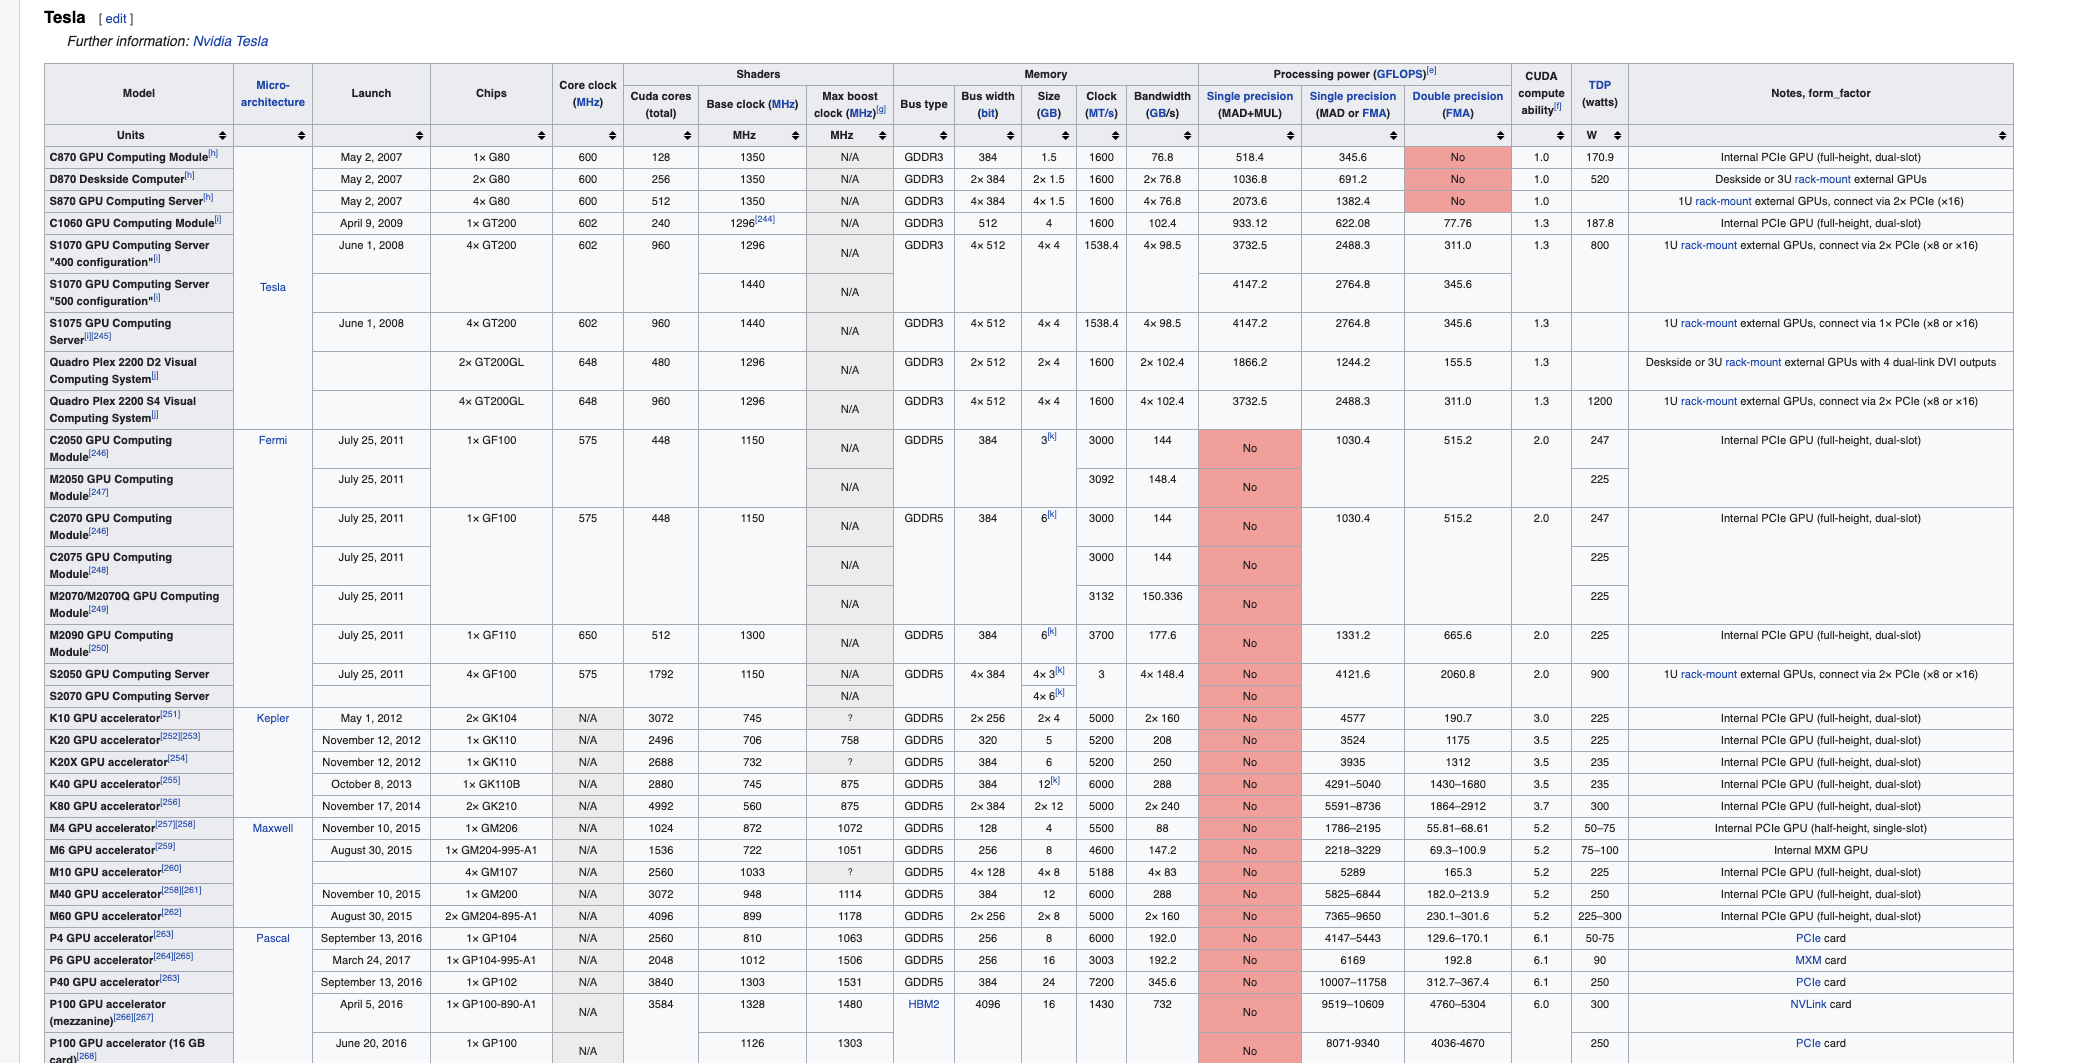 Tesla [ edit ]
Further information: Nvidia Tesla
Model Micro-architecture Launch Chips Core clock (MHz) Shaders Memory Processing power (GFLOPS)[e] CUDA compute ability[f] TDP (watts) Notes, form_factor
Cuda cores (total) Base clock (MHz) Max boost clock (MHz)[g] Bus type Bus width (bit) Size (GB) Clock (MT/s) Bandwidth (GB/s) Single precision (MAD+MUL) Single precision (MAD or FMA) Double precision (FMA)
Units MHz MHz W
C870 GPU Computing Module[h] Tesla May 2, 2007 1× G80 600 128 1350 N/A GDDR3 384 1.5 1600 76.8 518.4 345.6 No 1.0 170.9 Internal PCIe GPU (full-height, dual-slot)
D870 Deskside Computer[h] May 2, 2007 2× G80 600 256 1350 N/A GDDR3 2× 384 2× 1.5 1600 2× 76.8 1036.8 691.2 No 1.0 520 Deskside or 3U rack-mount external GPUs
S870 GPU Computing Server[h] May 2, 2007 4× G80 600 512 1350 N/A GDDR3 4× 384 4× 1.5 1600 4× 76.8 2073.6 1382.4 No 1.0 1U rack-mount external GPUs, connect via 2× PCIe (×16)
C1060 GPU Computing Module[i] April 9, 2009 1× GT200 602 240 1296[244] N/A GDDR3 512 4 1600 102.4 933.12 622.08 77.76 1.3 187.8 Internal PCIe GPU (full-height, dual-slot)
S1070 GPU Computing Server "400 configuration"[i] June 1, 2008 4× GT200 602 960 1296 N/A GDDR3 4× 512 4× 4 1538.4 4× 98.5 3732.5 2488.3 311.0 1.3 800 1U rack-mount external GPUs, connect via 2× PCIe (×8 or ×16)
S1070 GPU Computing Server "500 configuration"[i] 1440 N/A 4147.2 2764.8 345.6
S1075 GPU Computing Server[i][245] June 1, 2008 4× GT200 602 960 1440 N/A GDDR3 4× 512 4× 4 1538.4 4× 98.5 4147.2 2764.8 345.6 1.3 1U rack-mount external GPUs, connect via 1× PCIe (×8 or ×16)
Quadro Plex 2200 D2 Visual Computing System[j] 2× GT200GL 648 480 1296 N/A GDDR3 2× 512 2× 4 1600 2× 102.4 1866.2 1244.2 155.5 1.3 Deskside or 3U rack-mount external GPUs with 4 dual-link DVI outputs
Quadro Plex 2200 S4 Visual Computing System[j] 4× GT200GL 648 960 1296 N/A GDDR3 4× 512 4× 4 1600 4× 102.4 3732.5 2488.3 311.0 1.3 1200 1U rack-mount external GPUs, connect via 2× PCIe (×8 or ×16)
C2050 GPU Computing Module[246] Fermi July 25, 2011 1× GF100 575 448 1150 N/A GDDR5 384 3[k] 3000 144 No 1030.4 515.2 2.0 247 Internal PCIe GPU (full-height, dual-slot)
M2050 GPU Computing Module[247] July 25, 2011 N/A 3092 148.4 No 225
C2070 GPU Computing Module[246] July 25, 2011 1× GF100 575 448 1150 N/A GDDR5 384 6[k] 3000 144 No 1030.4 515.2 2.0 247 Internal PCIe GPU (full-height, dual-slot)
C2075 GPU Computing Module[248] July 25, 2011 N/A 3000 144 No 225
M2070/M2070Q GPU Computing Module[249] July 25, 2011 N/A 3132 150.336 No 225
M2090 GPU Computing Module[250] July 25, 2011 1× GF110 650 512 1300 N/A GDDR5 384 6[k] 3700 177.6 No 1331.2 665.6 2.0 225 Internal PCIe GPU (full-height, dual-slot)
S2050 GPU Computing Server July 25, 2011 4× GF100 575 1792 1150 N/A GDDR5 4× 384 4× 3[k] 3 4× 148.4 No 4121.6 2060.8 2.0 900 1U rack-mount external GPUs, connect via 2× PCIe (×8 or ×16)
S2070 GPU Computing Server N/A 4× 6[k] No
K10 GPU accelerator[251] Kepler May 1, 2012 2× GK104 N/A 3072 745 ? GDDR5 2× 256 2× 4 5000 2× 160 No 4577 190.7 3.0 225 Internal PCIe GPU (full-height, dual-slot)
K20 GPU accelerator[252][253] November 12, 2012 1× GK110 N/A 2496 706 758 GDDR5 320 5 5200 208 No 3524 1175 3.5 225 Internal PCIe GPU (full-height, dual-slot)
K20X GPU accelerator[254] November 12, 2012 1× GK110 N/A 2688 732 ? GDDR5 384 6 5200 250 No 3935 1312 3.5 235 Internal PCIe GPU (full-height, dual-slot)
K40 GPU accelerator[255] October 8, 2013 1× GK110B N/A 2880 745 875 GDDR5 384 12[k] 6000 288 No 4291–5040 1430–1680 3.5 235 Internal PCIe GPU (full-height, dual-slot)
K80 GPU accelerator[256] November 17, 2014 2× GK210 N/A 4992 560 875 GDDR5 2× 384 2× 12 5000 2× 240 No 5591–8736 1864–2912 3.7 300 Internal PCIe GPU (full-height, dual-slot)
M4 GPU accelerator[257][258] Maxwell November 10, 2015 1× GM206 N/A 1024 872 1072 GDDR5 128 4 5500 88 No 1786–2195 55.81–68.61 5.2 50–75 Internal PCIe GPU (half-height, single-slot)
M6 GPU accelerator[259] August 30, 2015 1× GM204-995-A1 N/A 1536 722 1051 GDDR5 256 8 4600 147.2 No 2218–3229 69.3–100.9 5.2 75–100 Internal MXM GPU
M10 GPU accelerator[260] 4× GM107 N/A 2560 1033 ? GDDR5 4× 128 4× 8 5188 4× 83 No 5289 165.3 5.2 225 Internal PCIe GPU (full-height, dual-slot)
M40 GPU accelerator[258][261] November 10, 2015 1× GM200 N/A 3072 948 1114 GDDR5 384 12 6000 288 No 5825–6844 182.0–213.9 5.2 250 Internal PCIe GPU (full-height, dual-slot)
M60 GPU accelerator[262] August 30, 2015 2× GM204-895-A1 N/A 4096 899 1178 GDDR5 2× 256 2× 8 5000 2× 160 No 7365–9650 230.1–301.6 5.2 225–300 Internal PCIe GPU (full-height, dual-slot)
P4 GPU accelerator[263] Pascal September 13, 2016 1× GP104 N/A 2560 810 1063 GDDR5 256 8 6000 192.0 No 4147–5443 129.6–170.1 6.1 50-75 PCIe card
P6 GPU accelerator[264][265] March 24, 2017 1× GP104-995-A1 N/A 2048 1012 1506 GDDR5 256 16 3003 192.2 No 6169 192.8 6.1 90 MXM card
P40 GPU accelerator[263] September 13, 2016 1× GP102 N/A 3840 1303 1531 GDDR5 384 24 7200 345.6 No 10007–11758 312.7–367.4 6.1 250 PCIe card
P100 GPU accelerator (mezzanine)[266][267] April 5, 2016 1× GP100-890-A1 N/A 3584 1328 1480 HBM2 4096 16 1430 732 No 9519–10609 4760–5304 6.0 300 NVLink card
P100 GPU accelerator (16 GB card)[268] June 20, 2016 1× GP100 N/A 1126 1303 No 8071-9340 4036-4670 250 PCIe card